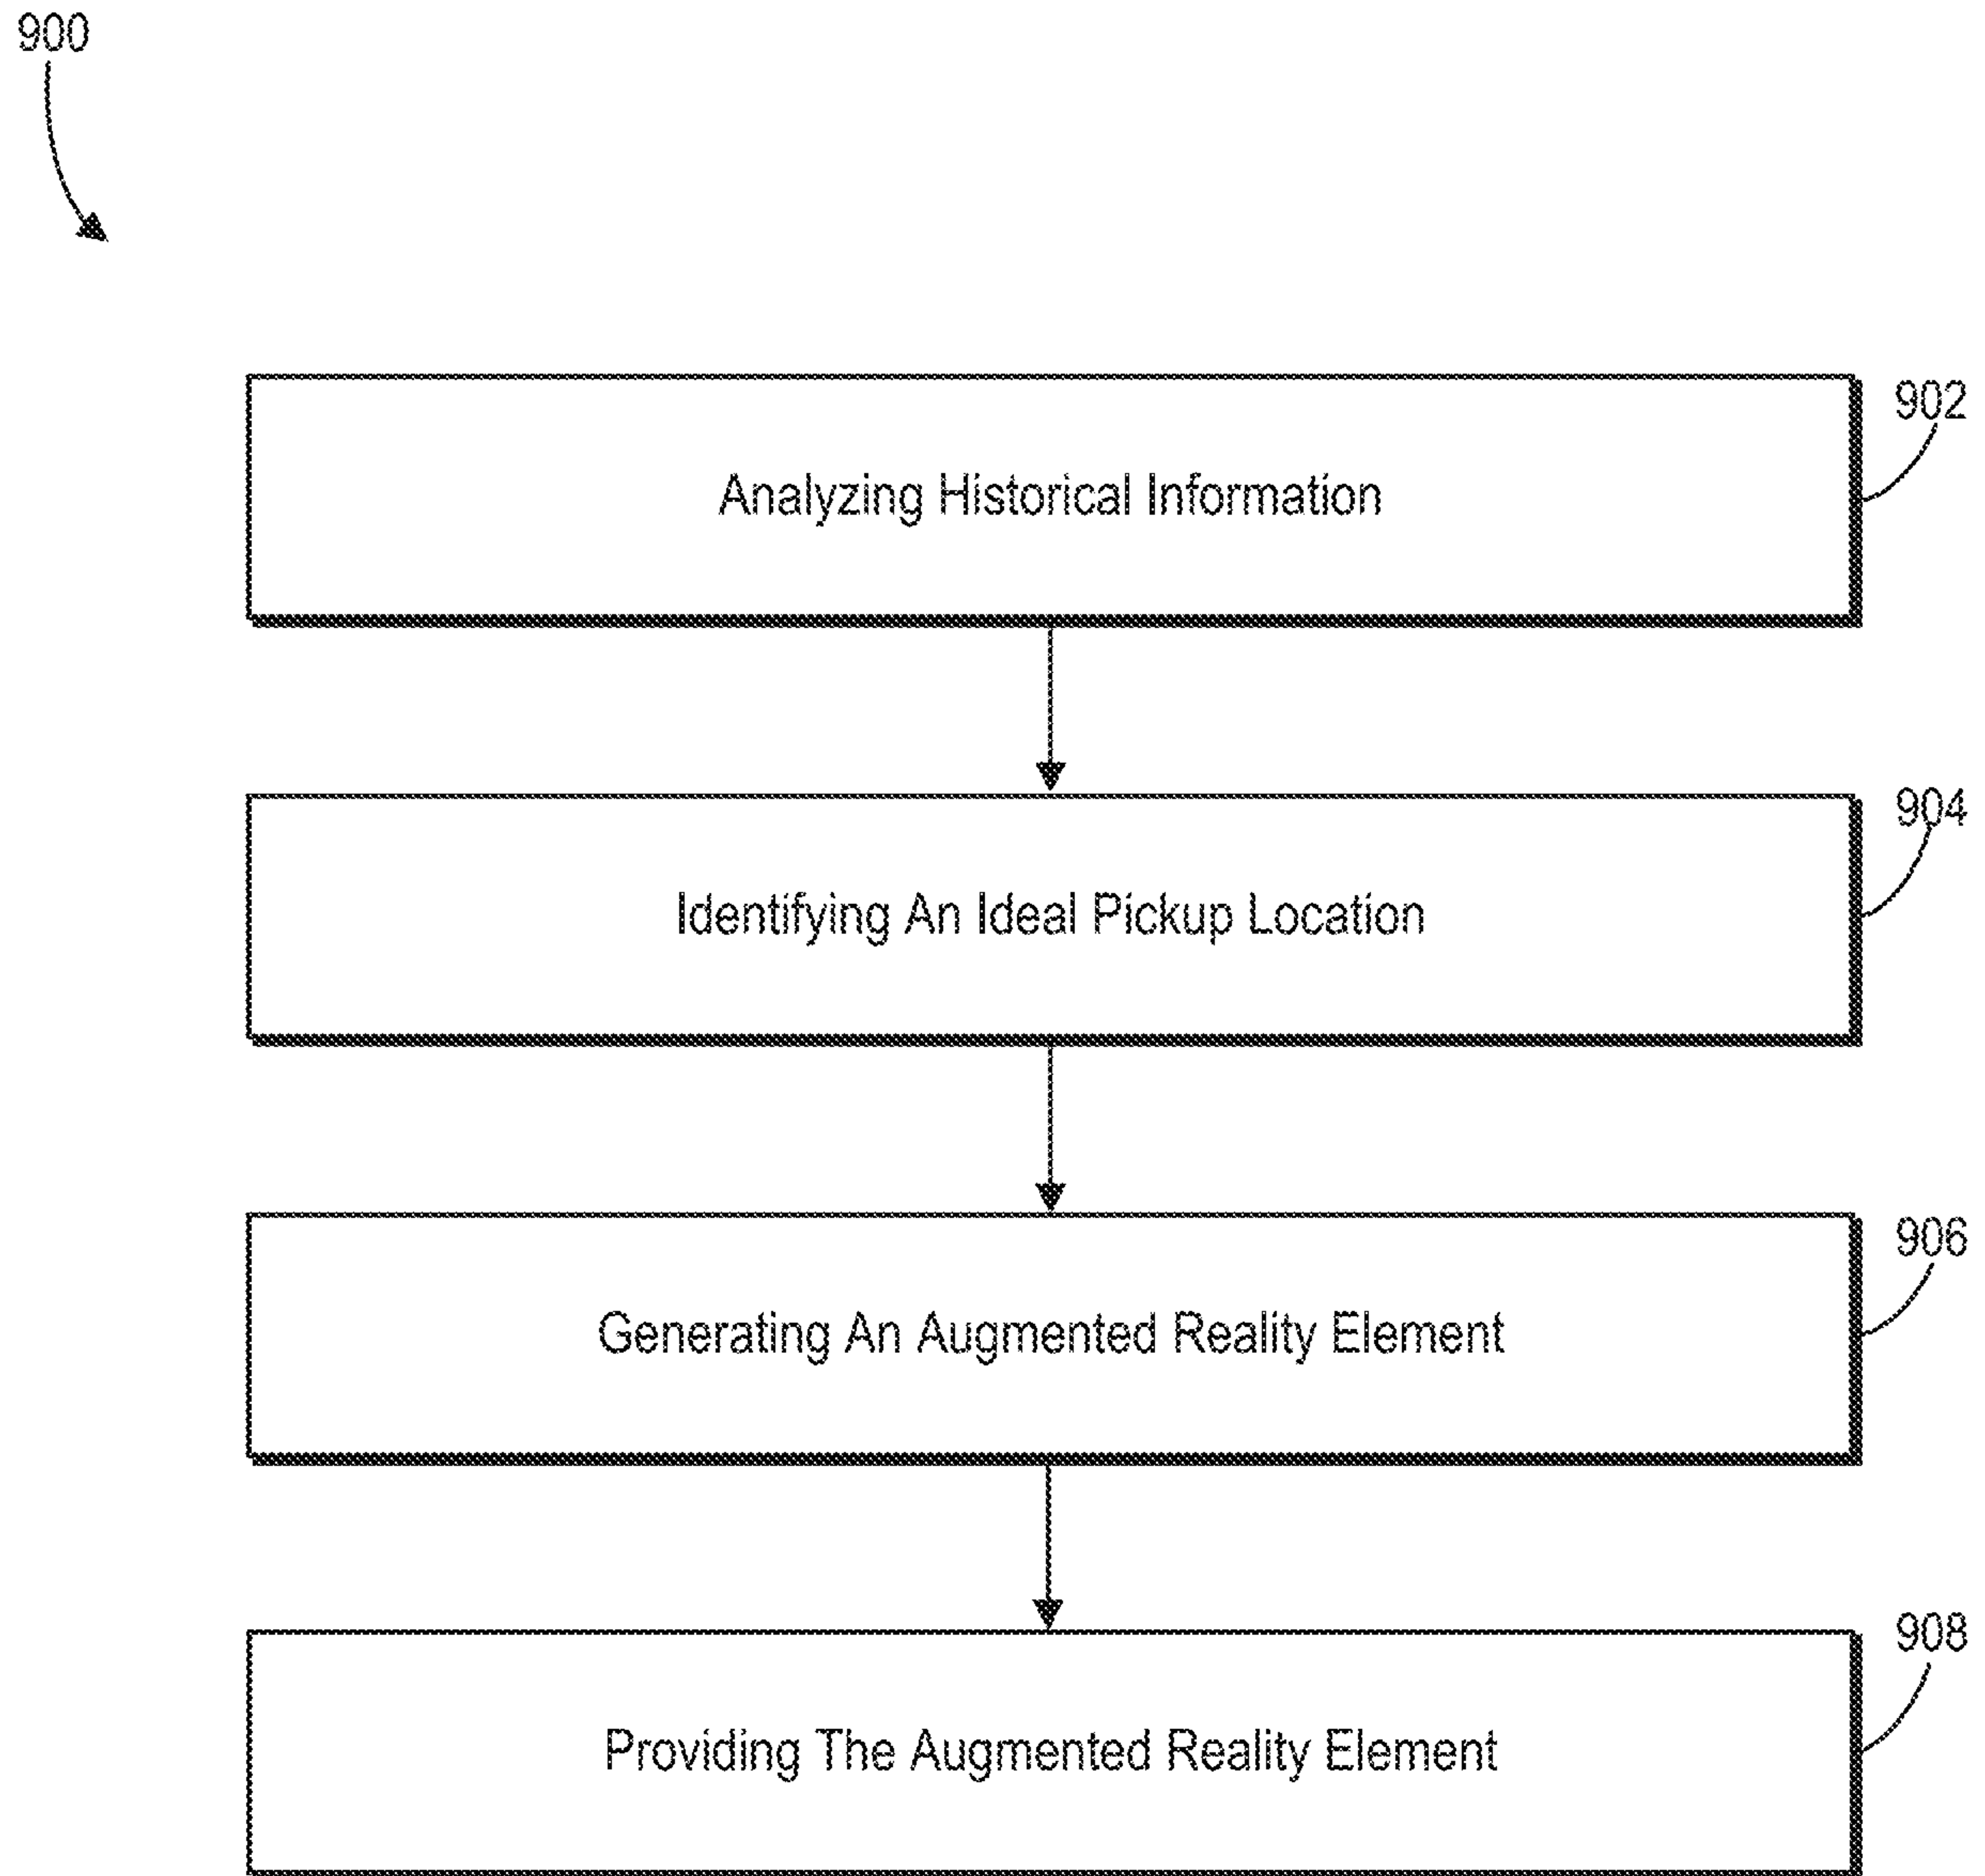 900
902
Analyzing Historical Information
904
Identifying An Ideal Pickup Location
906
Generating An Augmented Reality Element
908
Providing The Augmented Reality Element